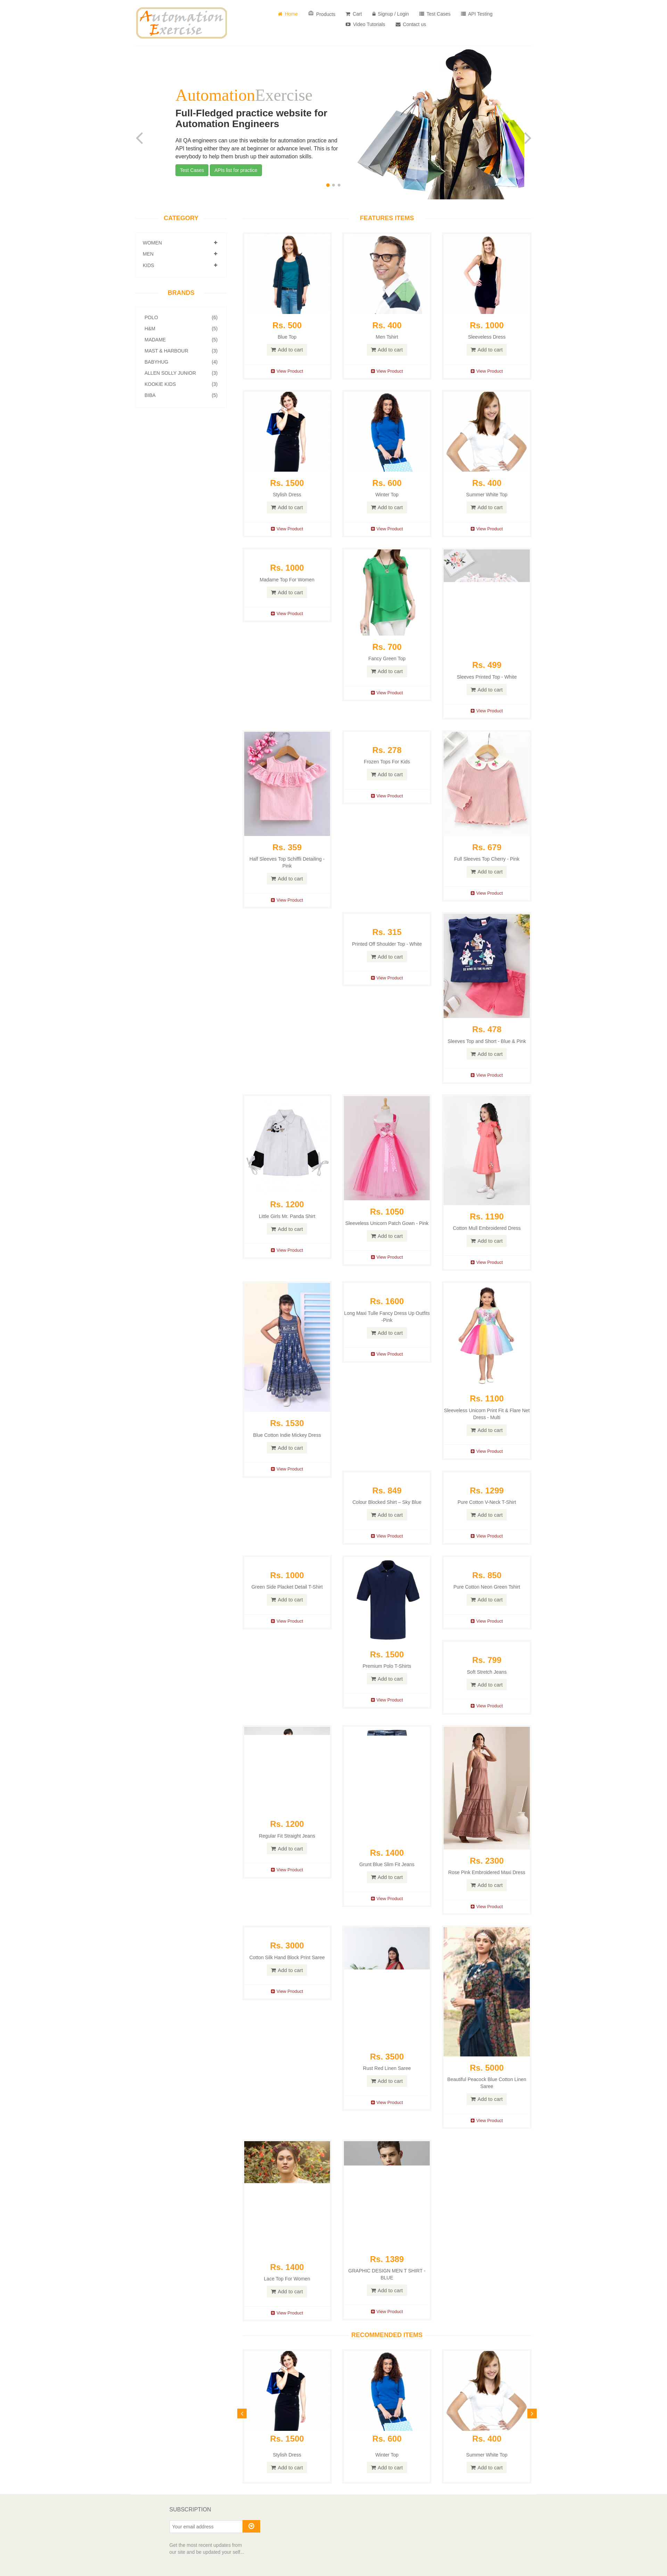 Automation
Exercise
Home
Products
Cart
Signup / Login
Test Cases
API Testing
Video Tutorials
Contact us
AutomationExercise
Full-Fledged practice website for
Automation Engineers
All QA engineers can use this website for automation practice and
API testing either they are at beginner or advance level. This is for
everybody to help them brush up their automation skills.
Test Cases
APIs list for practice
CATEGORY
WOMEN
MEN
KIDS
BRANDS
POLO (6)
H&M (5)
MADAME (5)
MAST & HARBOUR (3)
BABYHUG (4)
ALLEN SOLLY JUNIOR (3)
KOOKIE KIDS (3)
BIBA (5)
FEATURES ITEMS
Rs. 500
Blue Top
Add to cart
View Product
Rs. 400
Men Tshirt
Add to cart
View Product
Rs. 1000
Sleeveless Dress
Add to cart
View Product
Rs. 1500
Stylish Dress
Add to cart
View Product
Rs. 600
Winter Top
Add to cart
View Product
Rs. 400
Summer White Top
Add to cart
View Product
Rs. 1000
Madame Top For Women
Add to cart
View Product
Rs. 700
Fancy Green Top
Add to cart
View Product
Rs. 499
Sleeves Printed Top - White
Add to cart
View Product
Rs. 359
Half Sleeves Top Schiffli Detailing -
Pink
Add to cart
View Product
Rs. 278
Frozen Tops For Kids
Add to cart
View Product
Rs. 679
Full Sleeves Top Cherry - Pink
Add to cart
View Product
Rs. 315
Printed Off Shoulder Top - White
Add to cart
View Product
Rs. 478
Sleeves Top and Short - Blue & Pink
Add to cart
View Product
Rs. 1200
Little Girls Mr. Panda Shirt
Add to cart
View Product
Rs. 1050
Sleeveless Unicorn Patch Gown - Pink
Add to cart
View Product
Rs. 1190
Cotton Mull Embroidered Dress
Add to cart
View Product
Rs. 1530
Blue Cotton Indie Mickey Dress
Add to cart
View Product
Rs. 1600
Long Maxi Tulle Fancy Dress Up Outfits
-Pink
Add to cart
View Product
Rs. 1100
Sleeveless Unicorn Print Fit & Flare Net
Dress - Multi
Add to cart
View Product
Rs. 849
Colour Blocked Shirt – Sky Blue
Add to cart
View Product
Rs. 1299
Pure Cotton V-Neck T-Shirt
Add to cart
View Product
Rs. 1000
Green Side Placket Detail T-Shirt
Add to cart
View Product
Rs. 1500
Premium Polo T-Shirts
Add to cart
View Product
Rs. 850
Pure Cotton Neon Green Tshirt
Add to cart
View Product
Rs. 799
Soft Stretch Jeans
Add to cart
View Product
Rs. 1200
Regular Fit Straight Jeans
Add to cart
View Product
Rs. 1400
Grunt Blue Slim Fit Jeans
Add to cart
View Product
Rs. 2300
Rose Pink Embroidered Maxi Dress
Add to cart
View Product
Rs. 3000
Cotton Silk Hand Block Print Saree
Add to cart
View Product
Rs. 3500
Rust Red Linen Saree
Add to cart
View Product
Rs. 5000
Beautiful Peacock Blue Cotton Linen
Saree
Add to cart
View Product
Rs. 1400
Lace Top For Women
Add to cart
View Product
Rs. 1389
GRAPHIC DESIGN MEN T SHIRT -
BLUE
Add to cart
View Product
RECOMMENDED ITEMS
Rs. 1500
Stylish Dress
Add to cart
Rs. 600
Winter Top
Add to cart
Rs. 400
Summer White Top
Add to cart
SUBSCRIPTION
Your email address
Get the most recent updates from
our site and be updated your self...